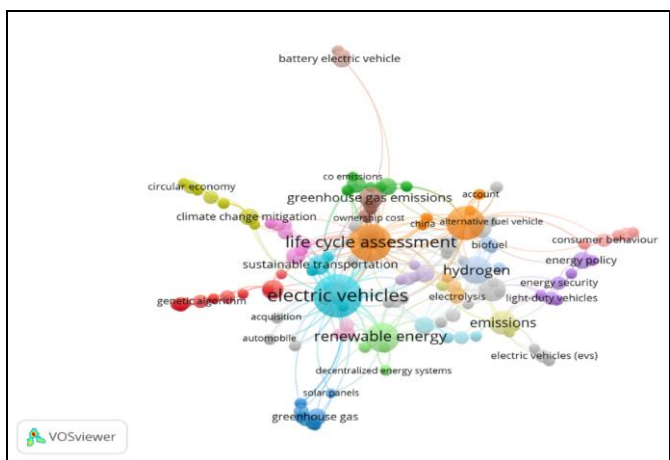 battery electric vehicle
co emissions
circular economy
greenhouse gas emissions
account
climate change mitigation
ownership cost
china
alternative fuel vehicle
life cycle assessment
biofuel
consumer behaviour
sustainable transportation
hydrogen
energy policy
energy security
electric vehicles
electrolysis
light-duty vehicles
genetic algorithm
acquisition
emissions
automobile
renewable energy
electric vehicles (evs)
decentralized energy systems
solar panels
greenhouse gas
VOSviewer